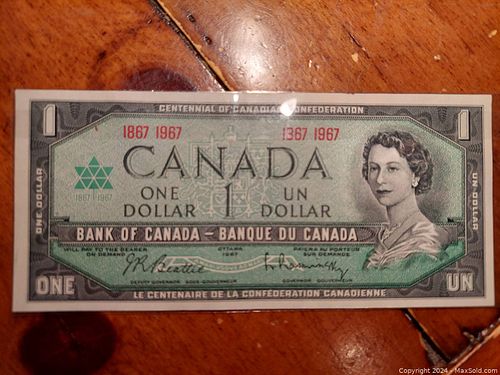 CENTENNIAL OF CANADIAN CONFEDERATION
1 1
1867 1967 1867 1967
CANADA
1867 1967
ONE 1 UN
DOLLAR DOLLAR
ONE DOLLAR
UN DOLLAR
BANK OF CANADA – BANQUE DU CANADA
WILL PAY TO THE BEARER OTTAWA PAIERA AU PORTEUR
ON DEMAND 1967 SUR DEMANDE
J.R. Beattie L. Rasminsky
DEPUTY GOVERNOR SOUS-GOUVERNEUR GOVERNOR GOUVERNEUR
ONE UN
LE CENTENAIRE DE LA CONFÉDÉRATION CANADIENNE
Copyright 2024 - MaxSold.com